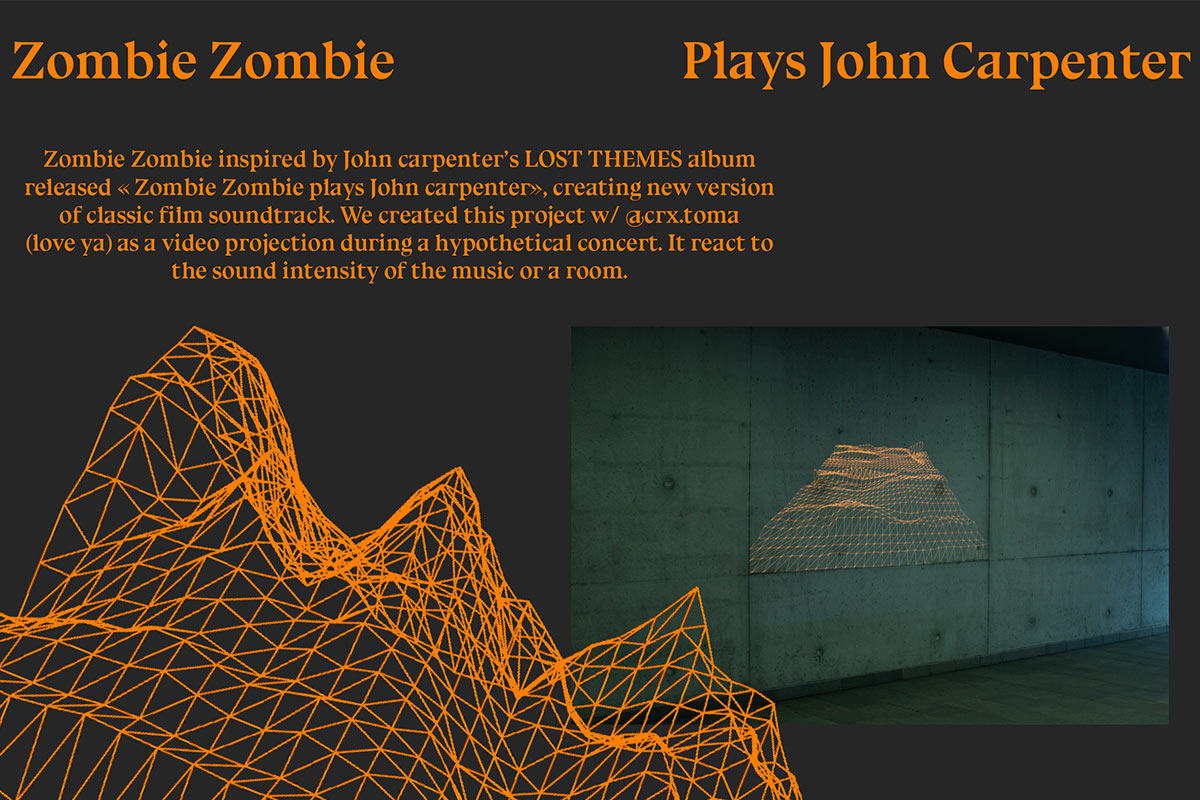 Zombie Zombie
Plays John Carpenter
Zombie Zombie inspired by John carpenter’s LOST THEMES album
released « Zombie Zombie plays John carpenter», creating new version
of classic film soundtrack. We created this project w/ @crx.toma
(love ya) as a video projection during a hypothetical concert. It react to
the sound intensity of the music or a room.